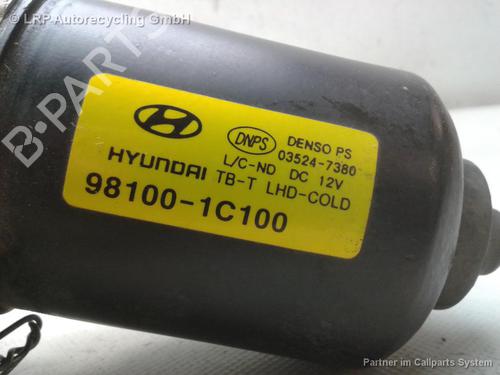 © LRP Autorecycling GmbH
B-PARTS
HYUNDAI
98100-1C100
DNPS DENSO PS
03524-7380
L/C-ND DC 12V
TB-T LHD-COLD
Partner im Callparts System